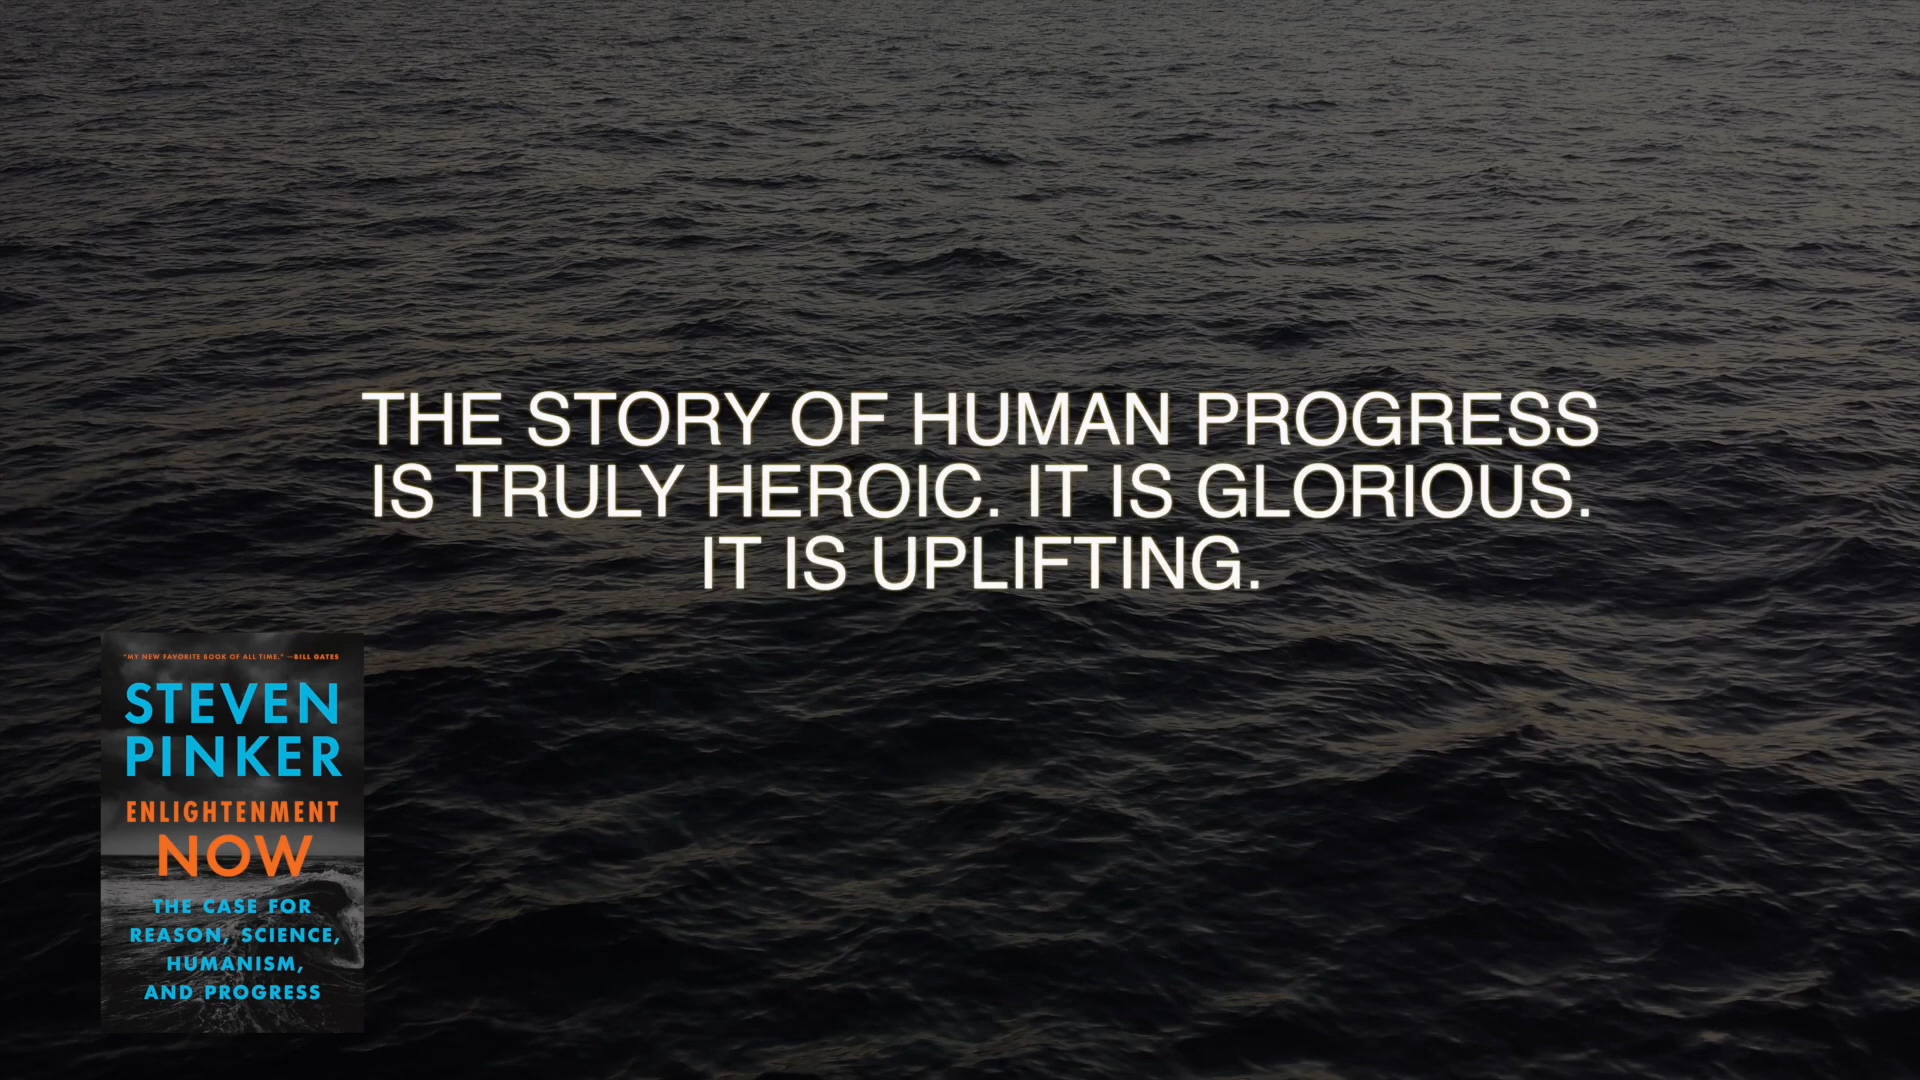 THE STORY OF HUMAN PROGRESS
IS TRULY HEROIC. IT IS GLORIOUS.
IT IS UPLIFTING.
"MY NEW FAVORITE BOOK OF ALL TIME." —BILL GATES
STEVEN
PINKER
ENLIGHTENMENT
NOW
THE CASE FOR
REASON, SCIENCE,
HUMANISM,
AND PROGRESS